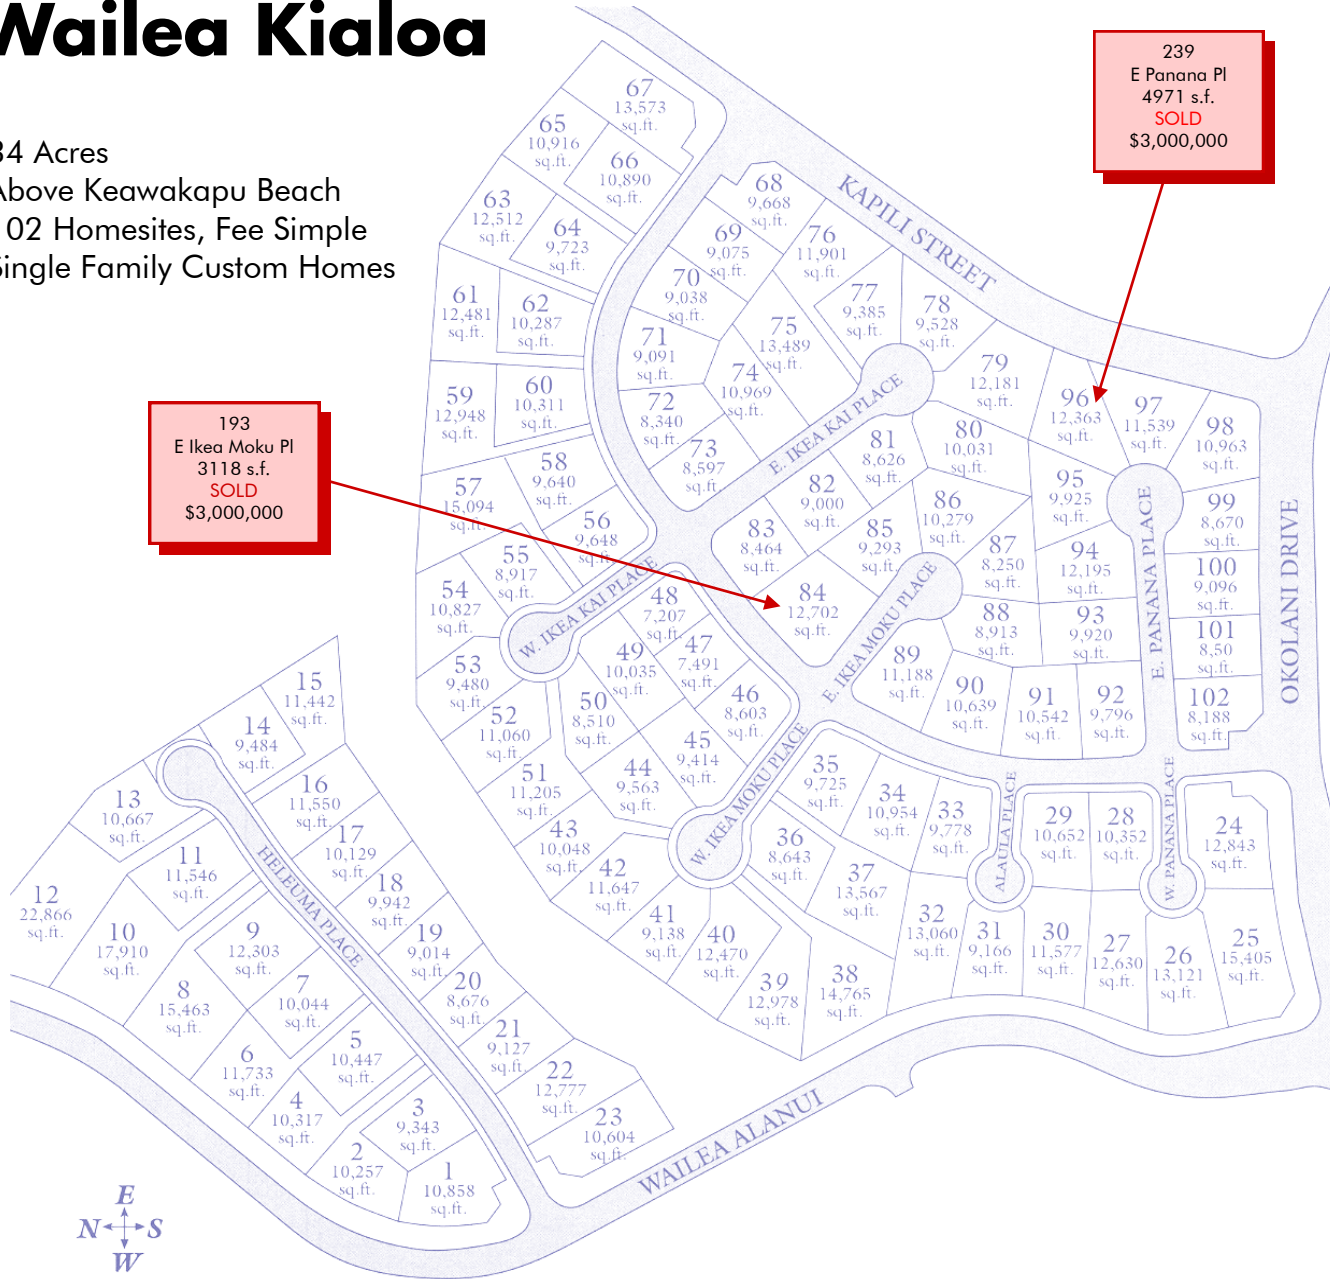 Wailea Kialoa
34 Acres
Above Keawakapu Beach
102 Homesites, Fee Simple
Single Family Custom Homes
239
E Panana Pl
4971 s.f.
SOLD
$3,000,000
193
E Ikea Moku Pl
3118 s.f.
SOLD
$3,000,000
67
13,573
sq.ft.
65
10,916
sq.ft.
66
10,890
sq.ft.
63
12,512
sq.ft.
64
9,723
sq.ft.
61
12,481
sq.ft.
62
10,287
sq.ft.
59
12,948
sq.ft.
60
10,311
sq.ft.
58
9,640
sq.ft.
57
15,094
sq.ft.
56
9,648
sq.ft.
55
8,917
sq.ft.
54
10,827
sq.ft.
53
9,480
sq.ft.
52
11,060
sq.ft.
51
11,205
sq.ft.
50
8,510
sq.ft.
49
10,035
sq.ft.
48
7,207
sq.ft.
47
7,491
sq.ft.
46
8,603
sq.ft.
45
9,414
sq.ft.
44
9,563
sq.ft.
43
10,048
sq.ft.
42
11,647
sq.ft.
41
9,138
sq.ft.
40
12,470
sq.ft.
39
12,978
sq.ft.
38
14,765
sq.ft.
37
13,567
sq.ft.
36
8,643
sq.ft.
35
9,725
sq.ft.
34
10,954
sq.ft.
33
9,778
sq.ft.
32
13,060
sq.ft.
31
9,166
sq.ft.
30
11,577
sq.ft.
29
10,652
sq.ft.
28
10,352
sq.ft.
27
12,630
sq.ft.
26
13,121
sq.ft.
25
15,405
sq.ft.
24
12,843
sq.ft.
68
9,668
sq.ft.
69
9,075
sq.ft.
70
9,038
sq.ft.
71
9,091
sq.ft.
72
8,340
sq.ft.
73
8,597
sq.ft.
74
10,969
sq.ft.
75
13,489
sq.ft.
76
11,901
sq.ft.
77
9,385
sq.ft.
78
9,528
sq.ft.
79
12,181
sq.ft.
80
10,031
sq.ft.
81
8,626
sq.ft.
82
9,000
sq.ft.
83
8,464
sq.ft.
84
12,702
sq.ft.
85
9,293
sq.ft.
86
10,279
sq.ft.
87
8,250
sq.ft.
88
8,913
sq.ft.
89
11,188
sq.ft.
90
10,639
sq.ft.
91
10,542
sq.ft.
92
9,796
sq.ft.
93
9,920
sq.ft.
94
12,195
sq.ft.
95
9,925
sq.ft.
96
12,363
sq.ft.
97
11,539
sq.ft.
98
10,963
sq.ft.
99
8,670
sq.ft.
100
9,096
sq.ft.
101
8,50
sq.ft.
102
8,188
sq.ft.
15
11,442
sq.ft.
14
9,484
sq.ft.
16
11,550
sq.ft.
13
10,667
sq.ft.
17
10,129
sq.ft.
11
11,546
sq.ft.
18
9,942
sq.ft.
12
22,866
sq.ft.
10
17,910
sq.ft.
9
12,303
sq.ft.
19
9,014
sq.ft.
8
15,463
sq.ft.
7
10,044
sq.ft.
20
8,676
sq.ft.
6
11,733
sq.ft.
5
10,447
sq.ft.
21
9,127
sq.ft.
4
10,317
sq.ft.
3
9,343
sq.ft.
22
12,777
sq.ft.
2
10,257
sq.ft.
1
10,858
sq.ft.
23
10,604
sq.ft.
KAPILI STREET
E. IKEA KAI PLACE
W. IKEA KAI PLACE
E. IKEA MOKU PLACE
W. IKEA MOKU PLACE
E. PANANA PLACE
W. PANANA PLACE
ALAULA PLACE
OKOLANI DRIVE
HELEUMA PLACE
WAILEA ALANUI
E
N S
W